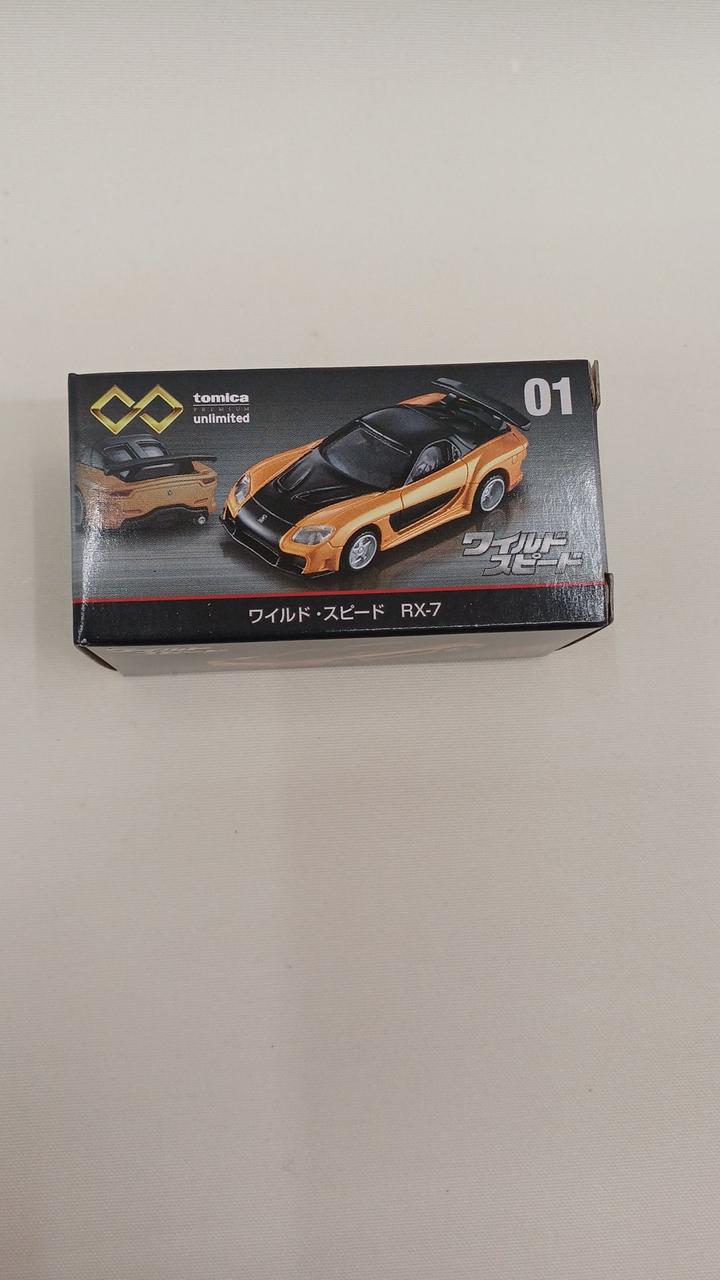 tomica
PREMIUM
unlimited
01
ワイルド
スピード
ワイルド・スピード RX-7